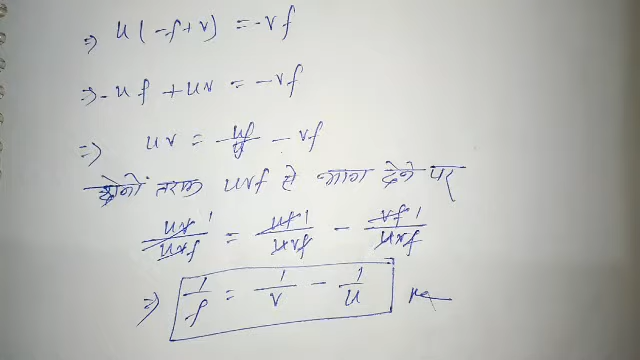 ⇒ u(-f+v) = -vf
⇒ -uf + uv = -vf
⇒ uv = uf - vf
दोनों तरफ uvf से भाग देने पर
uv/uvf = uf/uvf - vf/uvf
⇒ 1/f = 1/v - 1/u